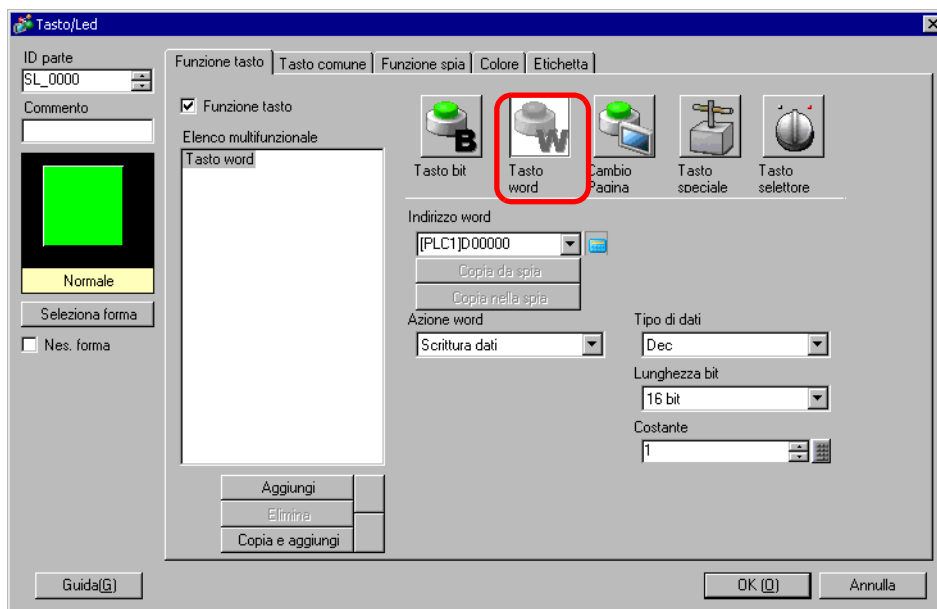 Tasto/Led
ID parte
SL_0000
Commento
Normale
Seleziona forma
Nes. forma
Funzione tasto
Tasto comune
Funzione spia
Colore
Etichetta
Funzione tasto
Elenco multifunzionale
Tasto word
Aggiungi
Elimina
Copia e aggiungi
B
W
Tasto bit
Tasto
word
Cambio
Pagina
Tasto
speciale
Tasto
selettore
Indirizzo word
[PLC1]D00000
Copia da spia
Copia nella spia
Azione word
Scrittura dati
Tipo di dati
Dec
Lunghezza bit
16 bit
Costante
1
Guida(G)
OK (O)
Annulla